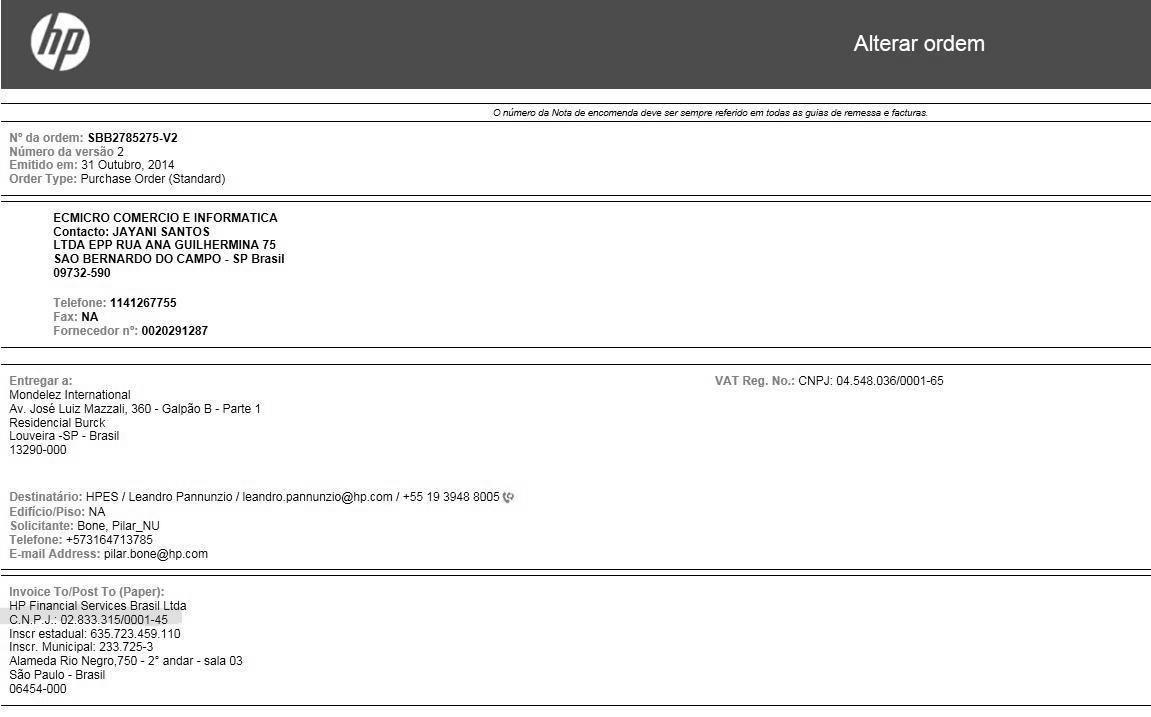 hp
Alterar ordem
O número da Nota de encomenda deve ser sempre referido em todas as guias de remessa e facturas.
Nº da ordem: SBB2785275-V2
Número da versão 2
Emitido em: 31 Outubro, 2014
Order Type: Purchase Order (Standard)
ECMICRO COMERCIO E INFORMATICA
Contacto: JAYANI SANTOS
LTDA EPP RUA ANA GUILHERMINA 75
SAO BERNARDO DO CAMPO - SP Brasil
09732-590
Telefone: 1141267755
Fax: NA
Fornecedor nº: 0020291287
Entregar a:
Mondelez International
Av. José Luiz Mazzali, 360 - Galpão B - Parte 1
Residencial Burck
Louveira -SP - Brasil
13290-000
VAT Reg. No.: CNPJ: 04.548.036/0001-65
Destinatário: HPES / Leandro Pannunzio / leandro.pannunzio@hp.com / +55 19 3948 8005
Edifício/Piso: NA
Solicitante: Bone, Pilar_NU
Telefone: +573164713785
E-mail Address: pilar.bone@hp.com
Invoice To/Post To (Paper):
HP Financial Services Brasil Ltda
C.N.P.J.: 02.833.315/0001-45
Inscr estadual: 635.723.459.110
Inscr. Municipal: 233.725-3
Alameda Rio Negro,750 - 2° andar - sala 03
São Paulo - Brasil
06454-000